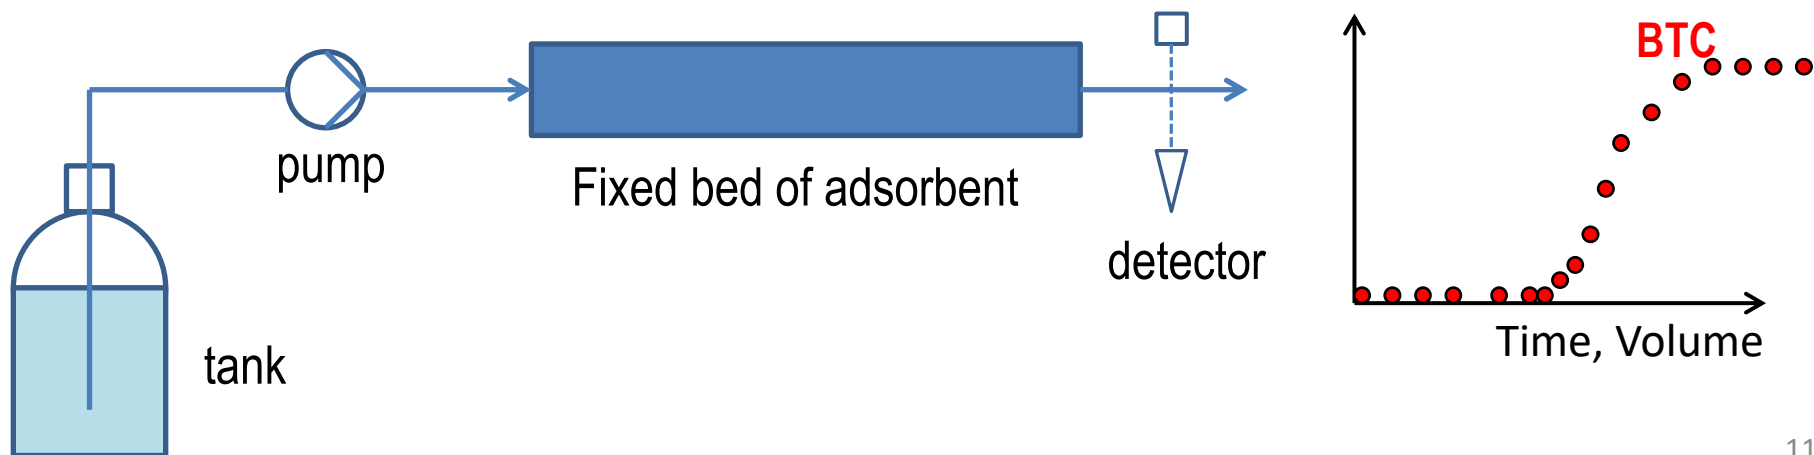 BTC
pump
Fixed bed of adsorbent
detector
Time, Volume
tank
11